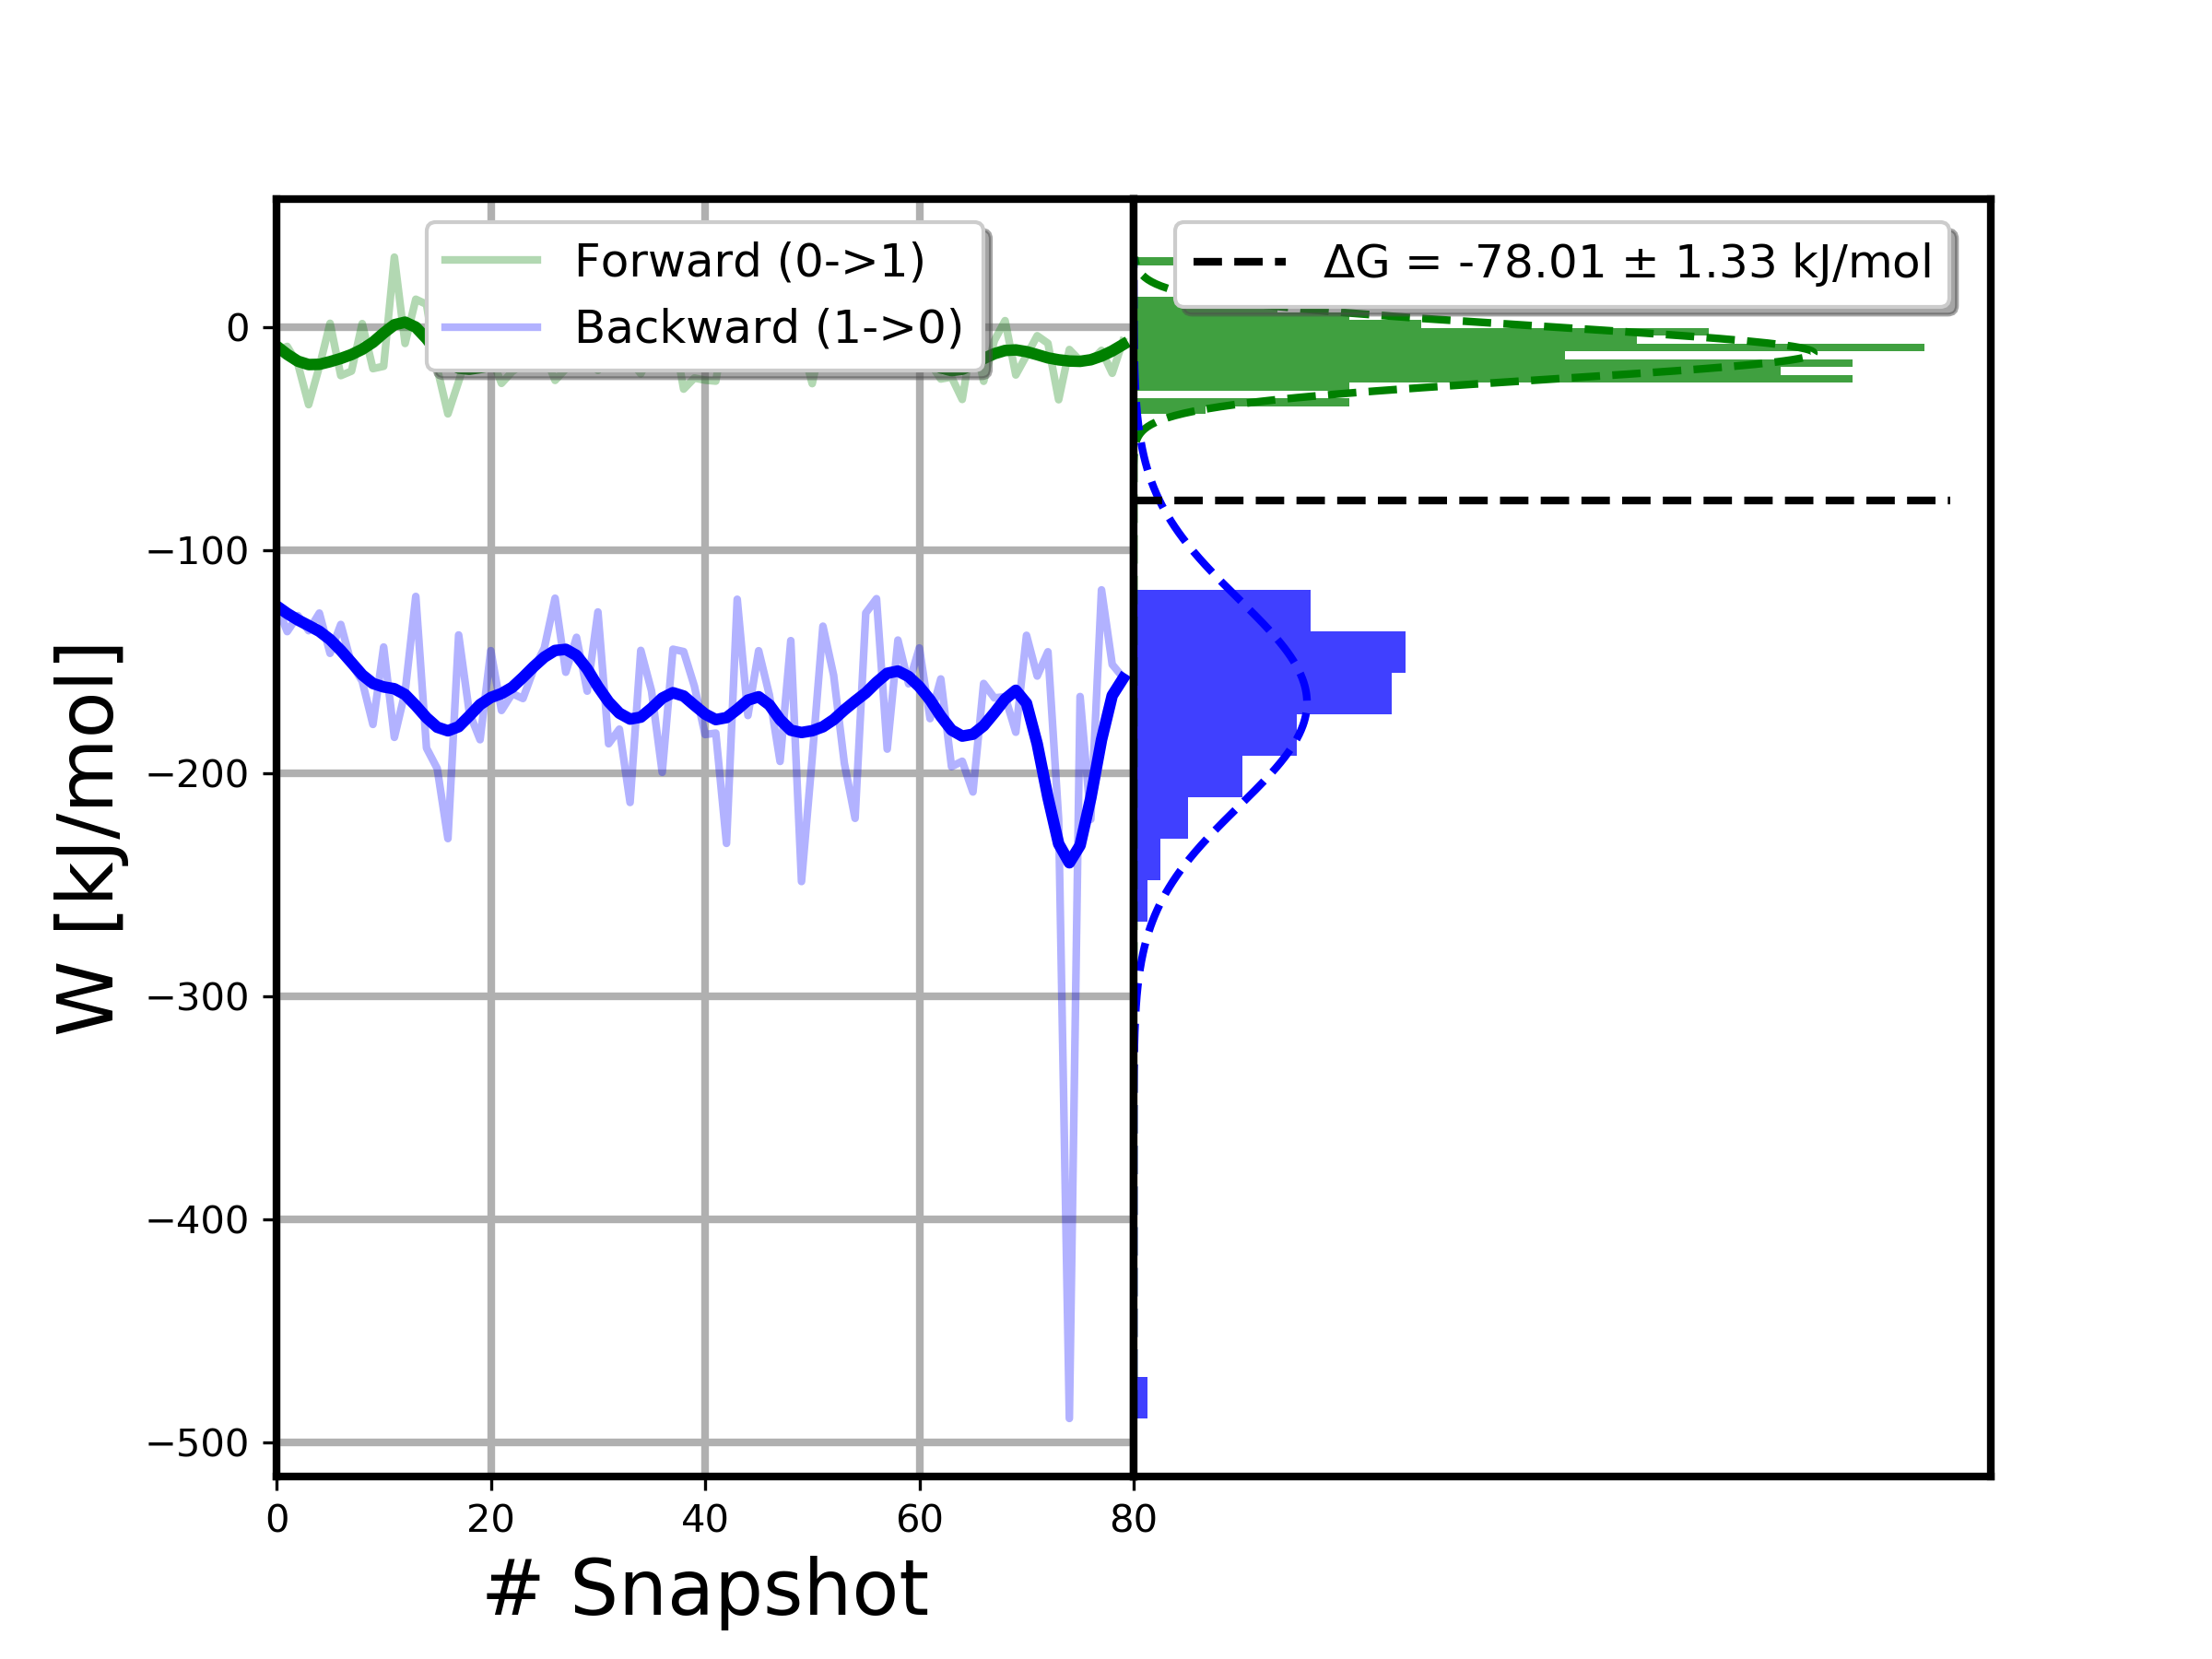 Forward (0->1)
Backward (1->0)
ΔG = -78.01 ± 1.33 kJ/mol
0
−100
−200
−300
−400
−500
W [kJ/mol]
0 20 40 60 80
# Snapshot